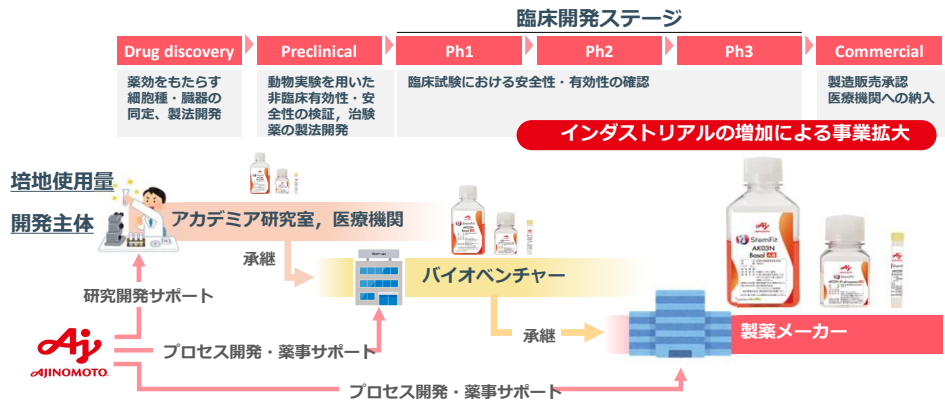 臨床開発ステージ
Drug discovery
Preclinical
Ph1
Ph2
Ph3
Commercial
薬効をもたらす
細胞種・臓器の
同定、製法開発
動物実験を用いた
非臨床有効性・安
全性の検証，治験
薬の製法開発
臨床試験における安全性・有効性の確認
製造販売承認
医療機関への納入
インダストリアルの増加による事業拡大
培地使用量
開発主体
アカデミア研究室，医療機関
承継
バイオベンチャー
承継
製薬メーカー
StemFit
AK03N
Basal
研究開発サポート
プロセス開発・薬事サポート
プロセス開発・薬事サポート
AJINOMOTO